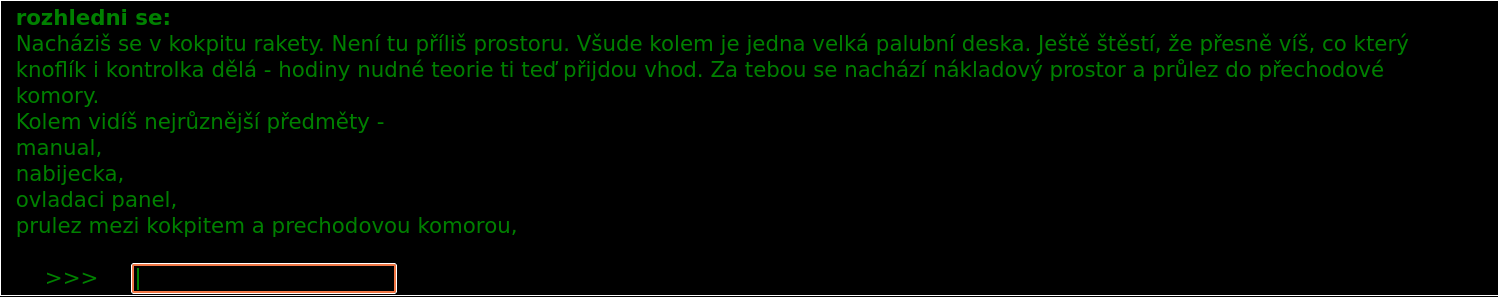 rozhledni se:
Nacházíš se v kokpitu rakety. Není tu příliš prostoru. Všude kolem je jedna velká palubní deska. Ještě štěstí, že přesně víš, co který
knoflík i kontrolka dělá - hodiny nudné teorie ti teď přijdou vhod. Za tebou se nachází nákladový prostor a průlez do přechodové
komory.
Kolem vidíš nejrůznější předměty -
manual,
nabijecka,
ovladaci panel,
prulez mezi kokpitem a prechodovou komorou,
>>>